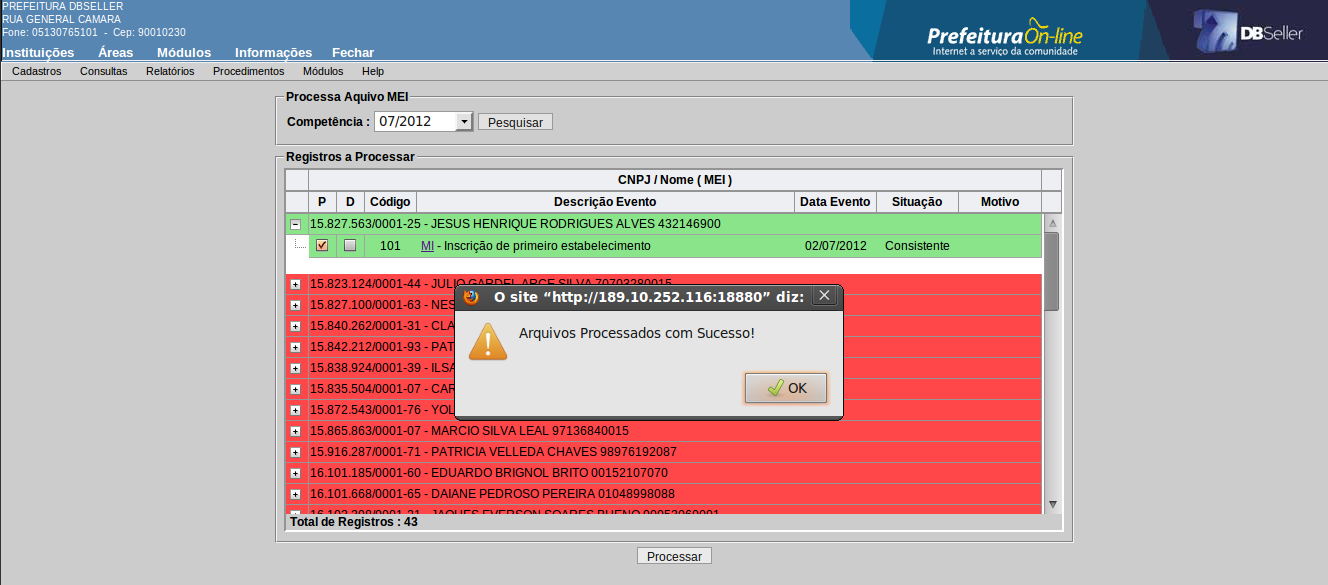 PREFEITURA DBSELLER
RUA GENERAL CAMARA
Fone: 05130765101 - Cep: 90010230
Prefeitura On-line
Internet a serviço da comunidade
DBSeller
Instituições Áreas Módulos Informações Fechar
Cadastros Consultas Relatórios Procedimentos Módulos Help
Processa Aquivo MEI
Competência : 07/2012 Pesquisar
Registros a Processar
CNPJ / Nome ( MEI )
P D Código Descrição Evento Data Evento Situação Motivo
15.827.563/0001-25 - JESUS HENRIQUE RODRIGUES ALVES 432146900
101 MI - Inscrição de primeiro estabelecimento 02/07/2012 Consistente
15.823.124/0001-44 - JULIO GARDEL ARCE SILVA 70703280015
15.827.100/0001-63 - NES
15.840.262/0001-31 - CLA
15.842.212/0001-93 - PAT
15.838.924/0001-39 - ILSA
15.835.504/0001-07 - CAR
15.872.543/0001-76 - YOL
O site “http://189.10.252.116:18880” diz:
Arquivos Processados com Sucesso!
OK
15.865.863/0001-07 - MARCIO SILVA LEAL 97136840015
15.916.287/0001-71 - PATRICIA VELLEDA CHAVES 98976192087
16.101.185/0001-60 - EDUARDO BRIGNOL BRITO 00152107070
16.101.668/0001-65 - DAIANE PEDROSO PEREIRA 01048998088
JAQUES EVERSON SOARES BUENO
Total de Registros : 43
Processar